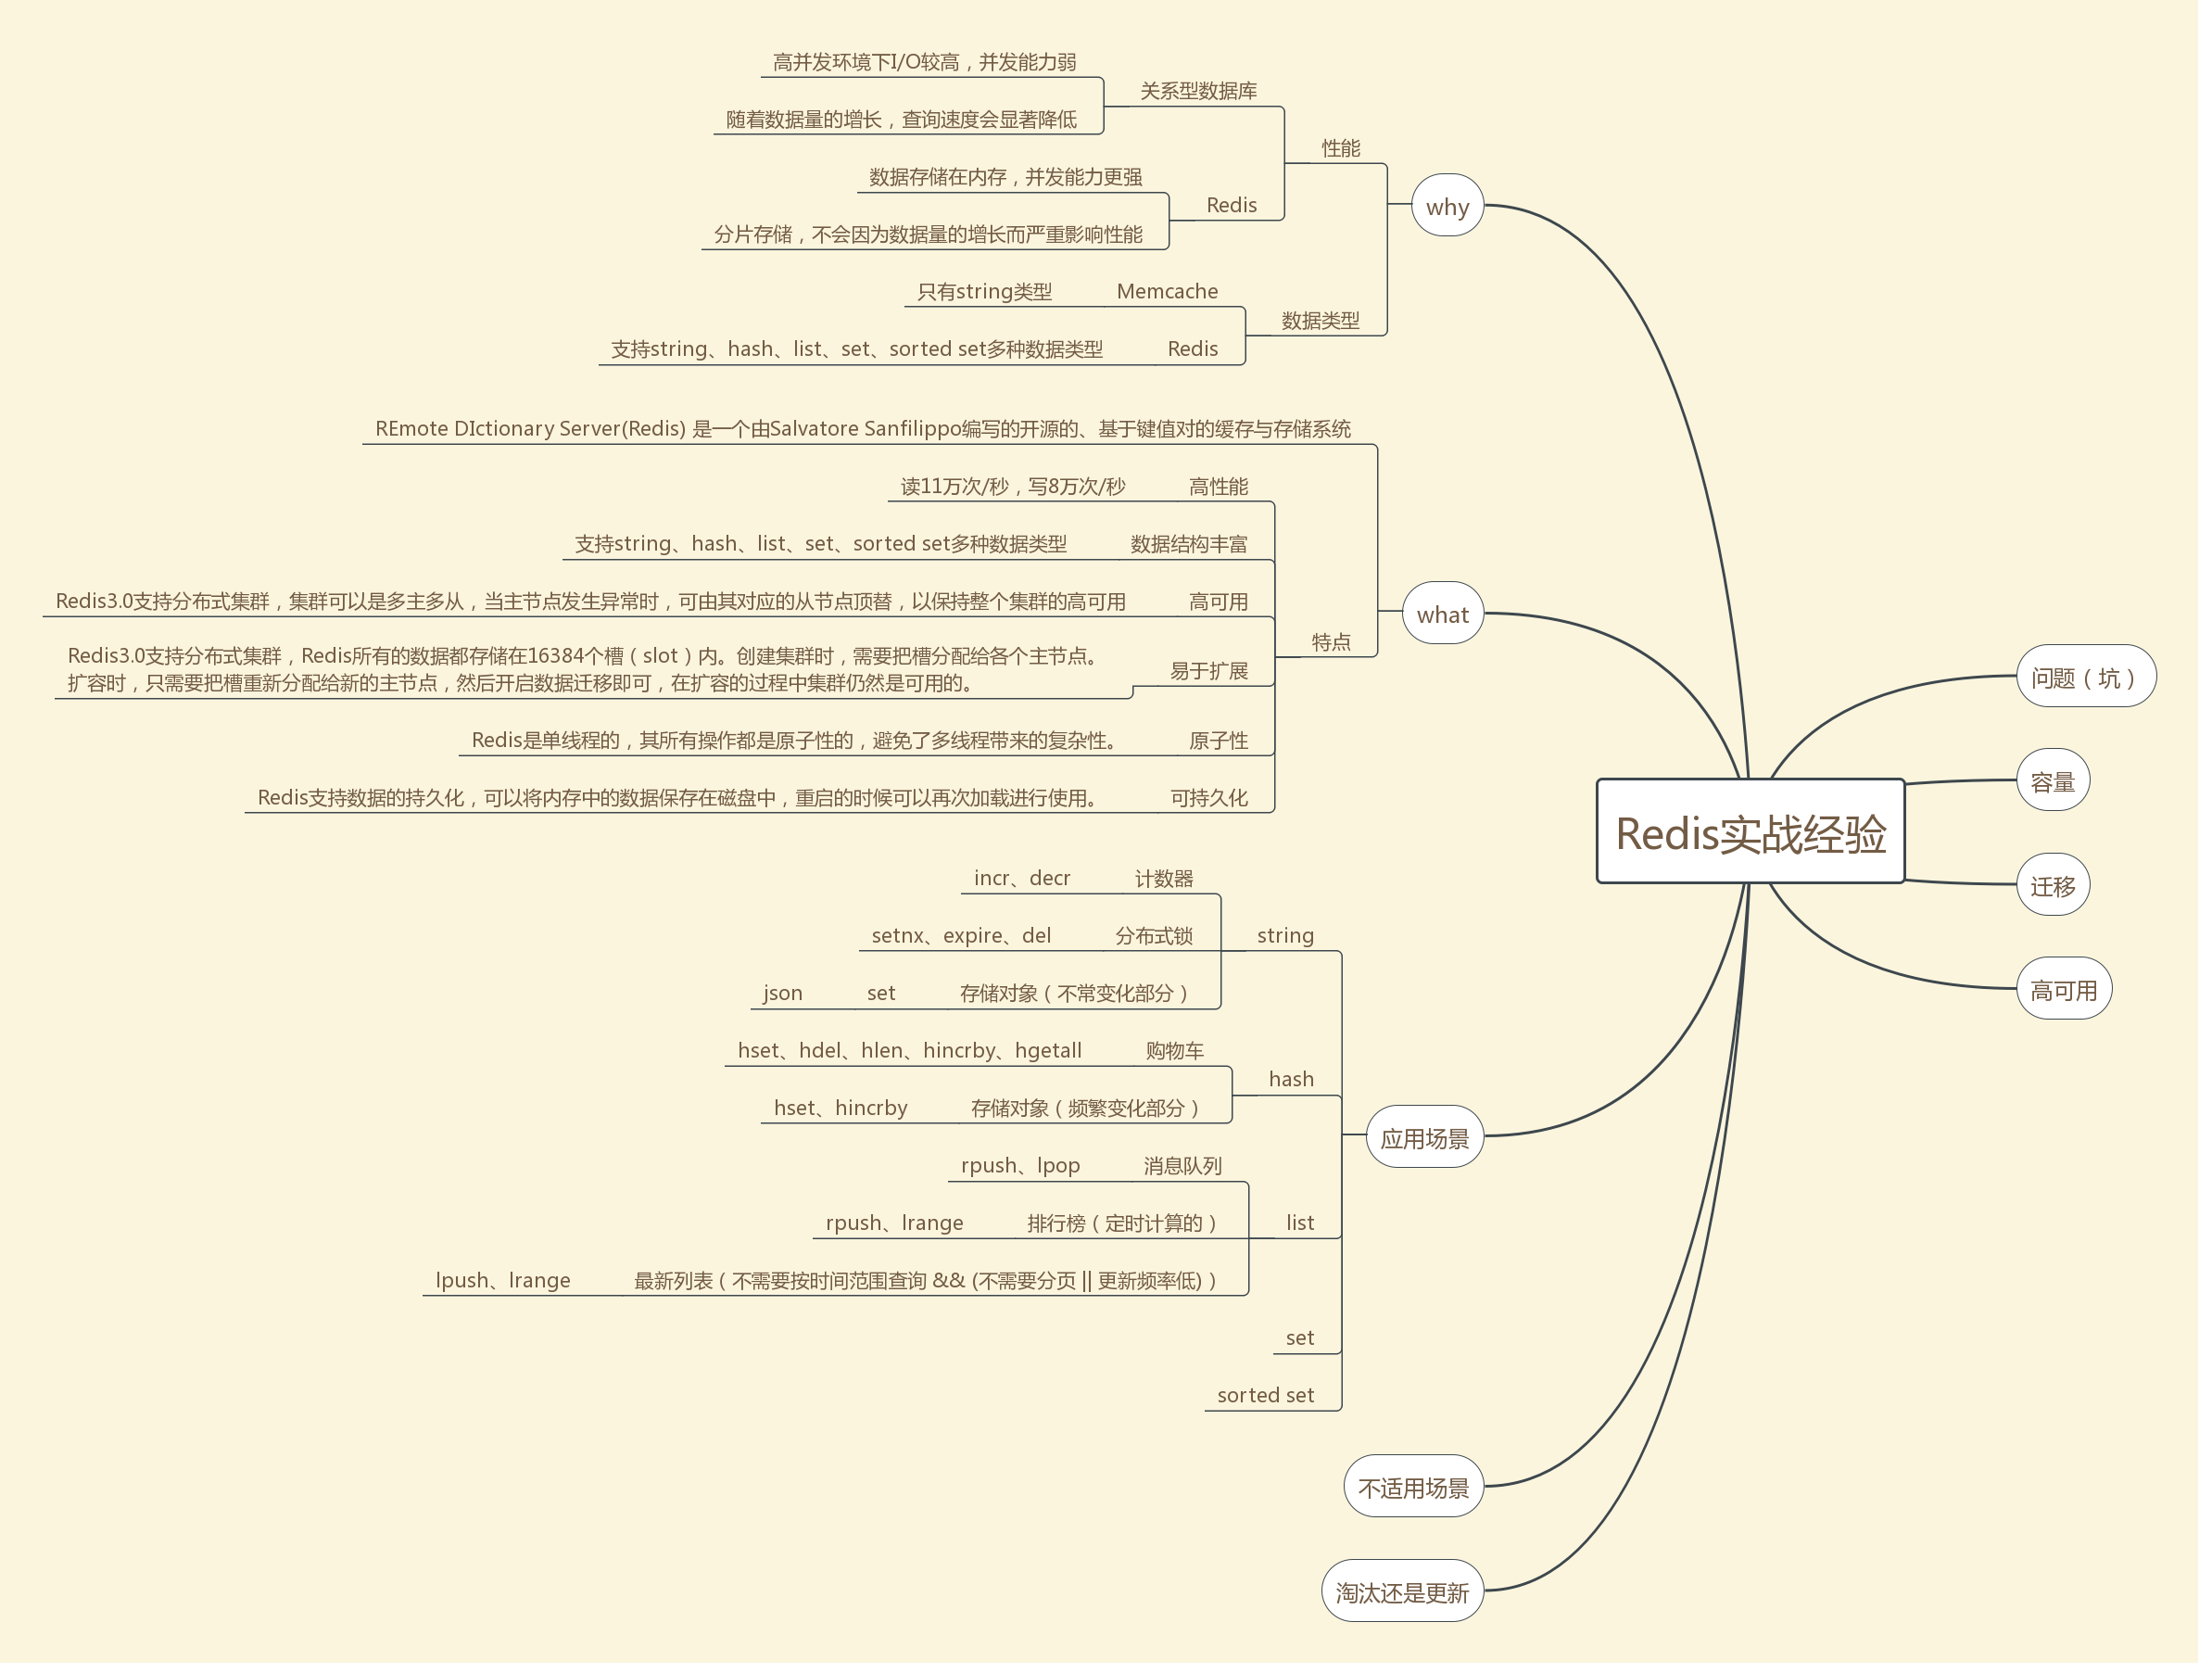 Redis实战经验
why
性能
关系型数据库
高并发环境下I/O较高，并发能力弱
随着数据量的增长，查询速度会显著降低
Redis
数据存储在内存，并发能力更强
分片存储，不会因为数据量的增长而严重影响性能
数据类型
Memcache
只有string类型
Redis
支持string、hash、list、set、sorted set多种数据类型
what
REmote DIctionary Server(Redis) 是一个由Salvatore Sanfilippo编写的开源的、基于键值对的缓存与存储系统
特点
高性能
读11万次/秒，写8万次/秒
数据结构丰富
支持string、hash、list、set、sorted set多种数据类型
高可用
Redis3.0支持分布式集群，集群可以是多主多从，当主节点发生异常时，可由其对应的从节点顶替，以保持整个集群的高可用
易于扩展
Redis3.0支持分布式集群，Redis所有的数据都存储在16384个槽（slot）内。创建集群时，需要把槽分配给各个主节点。
扩容时，只需要把槽重新分配给新的主节点，然后开启数据迁移即可，在扩容的过程中集群仍然是可用的。
原子性
Redis是单线程的，其所有操作都是原子性的，避免了多线程带来的复杂性。
可持久化
Redis支持数据的持久化，可以将内存中的数据保存在磁盘中，重启的时候可以再次加载进行使用。
应用场景
string
计数器
incr、decr
分布式锁
setnx、expire、del
存储对象（不常变化部分）
set
json
hash
购物车
hset、hdel、hlen、hincrby、hgetall
存储对象（频繁变化部分）
hset、hincrby
list
消息队列
rpush、lpop
排行榜（定时计算的）
rpush、lrange
最新列表（不需要按时间范围查询 && (不需要分页 || 更新频率低)）
lpush、lrange
set
sorted set
不适用场景
淘汰还是更新
问题（坑）
容量
迁移
高可用